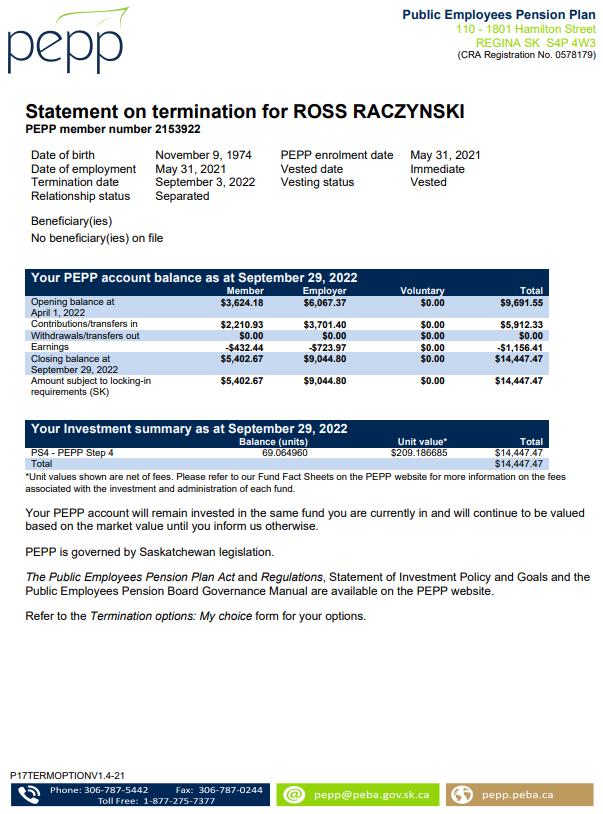 pepp
Public Employees Pension Plan
110 - 1801 Hamilton Street
REGINA SK S4P 4W3
(CRA Registration No. 0578179)
Statement on termination for ROSS RACZYNSKI
PEPP member number 2153922
Date of birth November 9, 1974 PEPP enrolment date May 31, 2021
Date of employment May 31, 2021 Vested date Immediate
Termination date September 3, 2022 Vesting status Vested
Relationship status Separated
Beneficiary(ies)
No beneficiary(ies) on file
Your PEPP account balance as at September 29, 2022
Member Employer Voluntary Total
Opening balance at $3,624.18 $6,067.37 $0.00 $9,691.55
April 1, 2022
Contributions/transfers in $2,210.93 $3,701.40 $0.00 $5,912.33
Withdrawals/transfers out $0.00 $0.00 $0.00 $0.00
Earnings -$432.44 -$723.97 $0.00 -$1,156.41
Closing balance at $5,402.67 $9,044.80 $0.00 $14,447.47
September 29, 2022
Amount subject to locking-in $5,402.67 $9,044.80 $0.00 $14,447.47
requirements (SK)
Your Investment summary as at September 29, 2022
Balance (units) Unit value* Total
PS4 - PEPP Step 4 69.064960 $209.186685 $14,447.47
Total $14,447.47
*Unit values shown are net of fees. Please refer to our Fund Fact Sheets on the PEPP website for more information on the fees
associated with the investment and administration of each fund.
Your PEPP account will remain invested in the same fund you are currently in and will continue to be valued
based on the market value until you inform us otherwise.
PEPP is governed by Saskatchewan legislation.
The Public Employees Pension Plan Act and Regulations, Statement of Investment Policy and Goals and the
Public Employees Pension Board Governance Manual are available on the PEPP website.
Refer to the Termination options: My choice form for your options.
P17TERMOPTIONV1.4-21
Phone: 306-787-5442 Fax: 306-787-0244
Toll Free: 1-877-275-7377
@ pepp@peba.gov.sk.ca
pepp.peba.ca